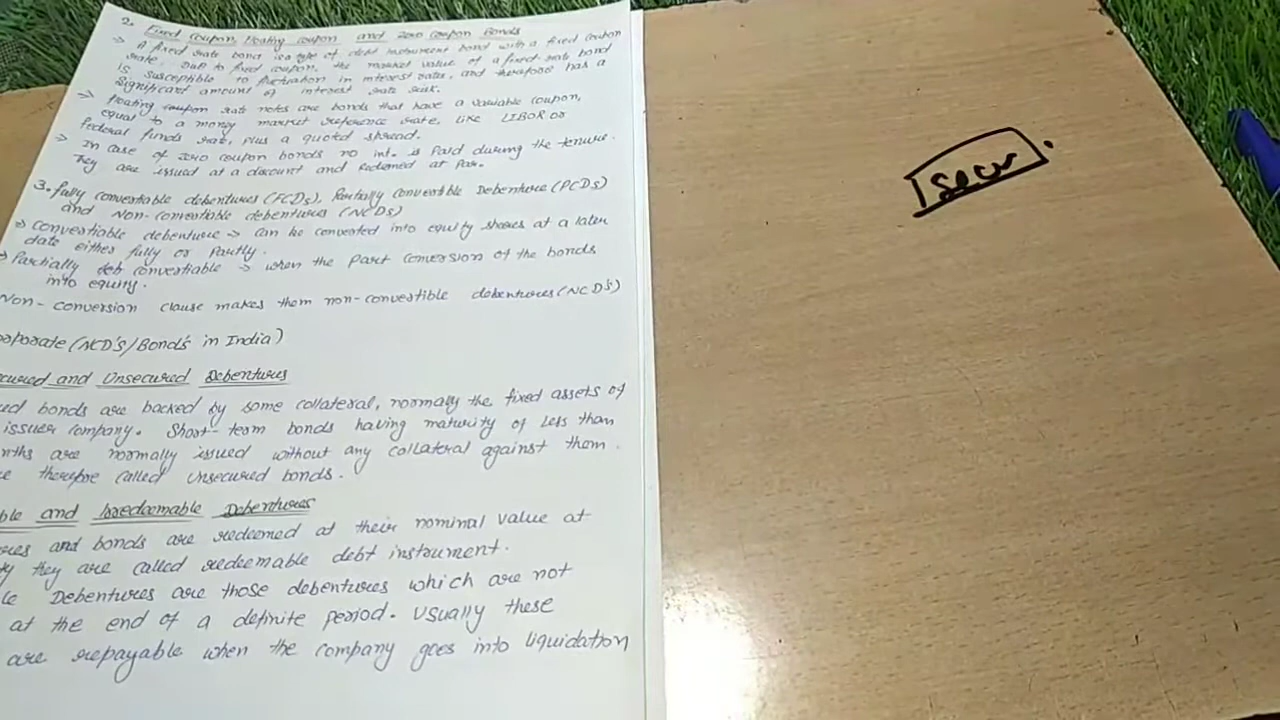 2. Fixed Coupon, Floating coupon and zero Coupon Bonds
→ A fixed rate bond is a type of debt instrument bond with a fixed coupon
rate. Due to fixed coupon, the market value of a fixed-rate bond
is susceptible to fluctuation in interest rates, and therefore has a
significant amount of interest rate risk.
→ Floating coupon rate notes are bonds that have a variable coupon,
equal to a money market reference rate, like LIBOR or
federal funds rate, plus a quoted spread.
→ In case of zero coupon bonds no int. is Paid during the tenure.
They are issued at a discount and redeemed at Par.
3. fully convertible debentures (FCDs), Partially Convertible Debenture (PCDs)
and Non-convertible debentures (NCDs)
→ convertible debenture → Can be converted into equity shares at a later
date either fully or Partly.
→ Partially deb convertiable → when the Part conversion of the bonds
into equity.
Non-conversion clause makes them non-convertible debentures (NCD'S)
orporate (NCD's/Bonds in India)
cured and Unsecured Debentures
ed bonds are backed by some collateral, normally the fixed assets of
issuer company. Short-term bonds having maturity of less than
nths are normally issued without any collateral against them
e therefore called Unsecured bonds.
ble and Irredeemable Debentures
ures and bonds are redeemed at their nominal value at
ty they are called redeemable debt instrument.
le Debentures are those debentures which are not
at the end of a definite period. Usually these
are repayable when the company goes into liquidation